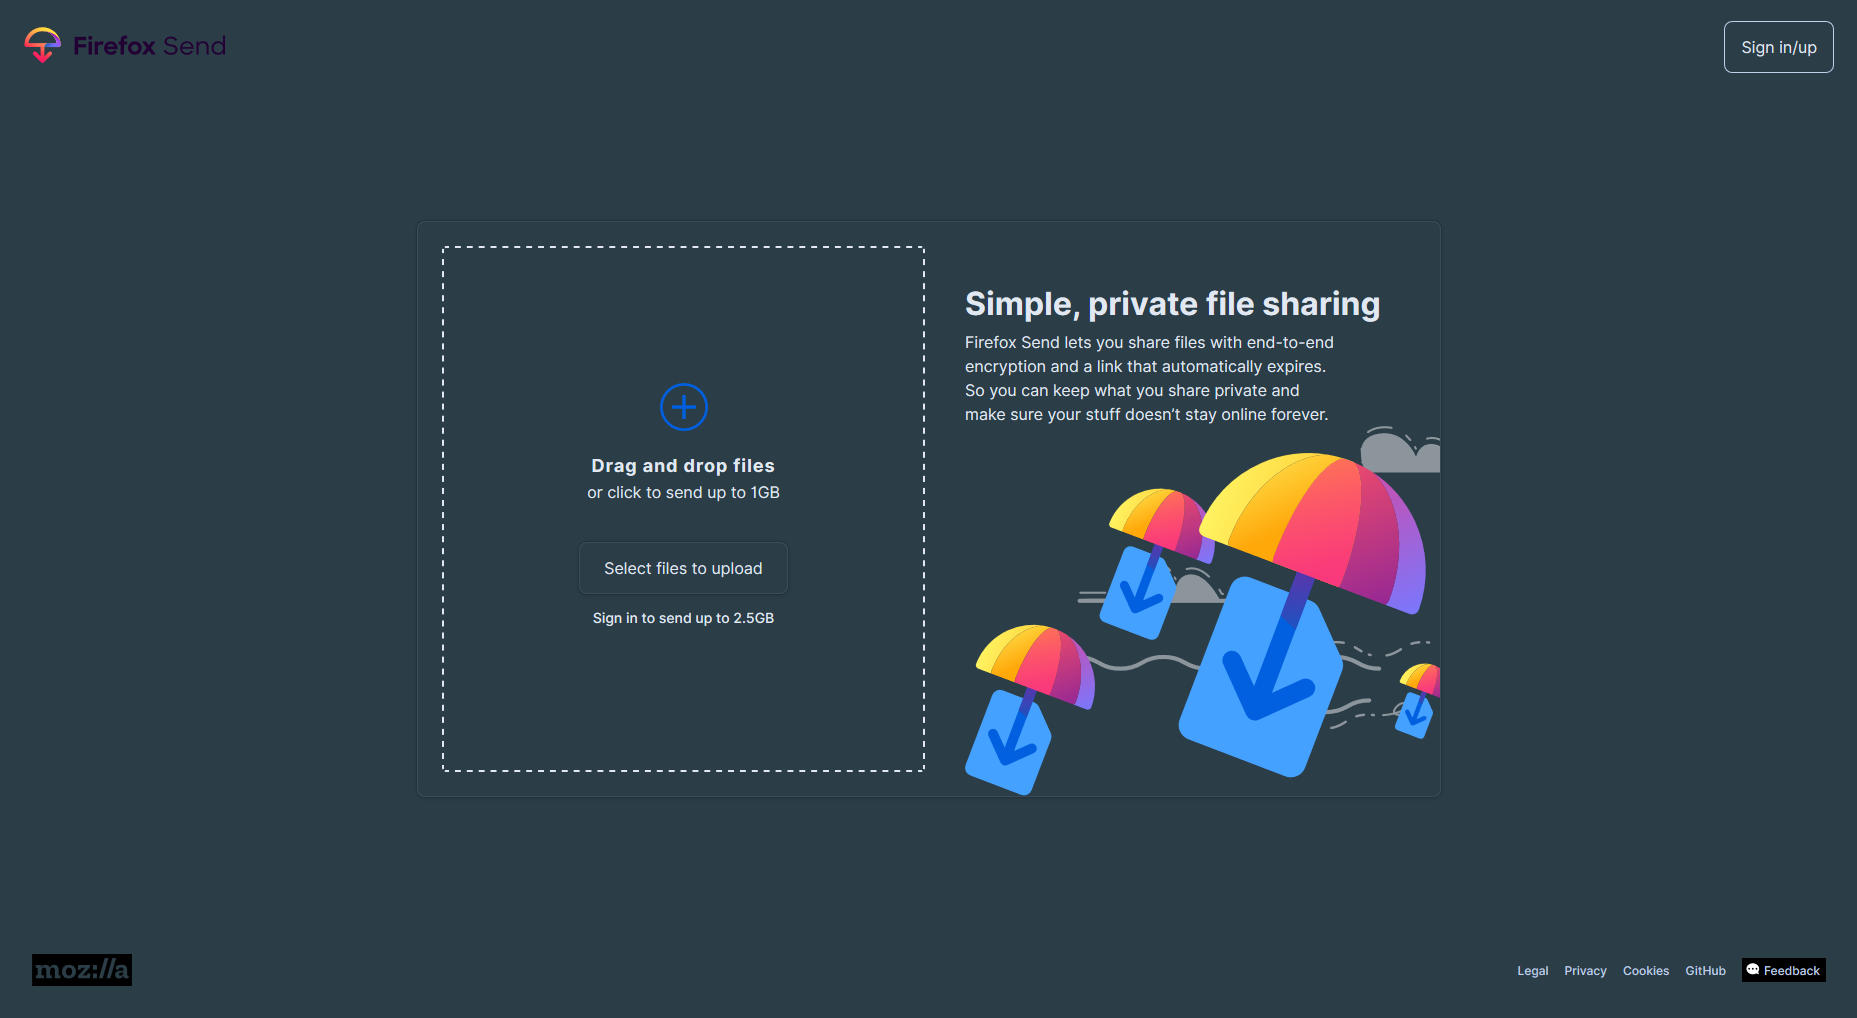 Firefox Send
Sign in/up
Drag and drop files
or click to send up to 1GB
Select files to upload
Sign in to send up to 2.5GB
Simple, private file sharing
Firefox Send lets you share files with end-to-end
encryption and a link that automatically expires.
So you can keep what you share private and
make sure your stuff doesn’t stay online forever.
moz://a
Legal Privacy Cookies GitHub Feedback